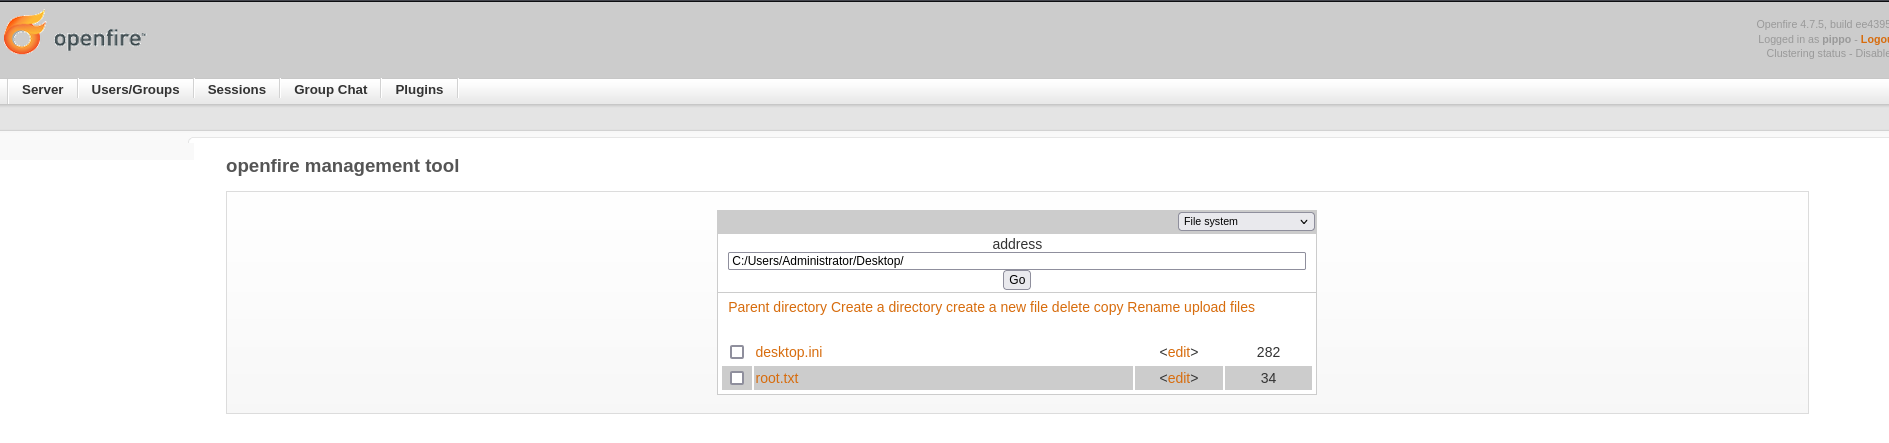 openfire™
Openfire 4.7.5, build ee4395
Logged in as pippo - Logou
Clustering status - Disable
Server Users/Groups Sessions Group Chat Plugins
openfire management tool
File system
address
C:/Users/Administrator/Desktop/
Go
Parent directory Create a directory create a new file delete copy Rename upload files
desktop.ini <edit> 282
root.txt <edit> 34